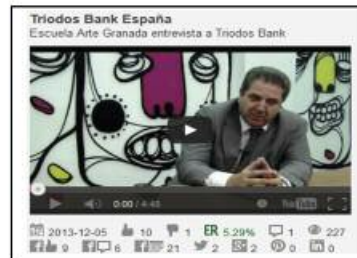 Triodos Bank España
Escuela Arte Granada entrevista a Triodos Bank
0:00 / 4:45
YouTube
2013-12-05 10 1 ER 5.29% 1 227
9 6 21 2 2 0 0